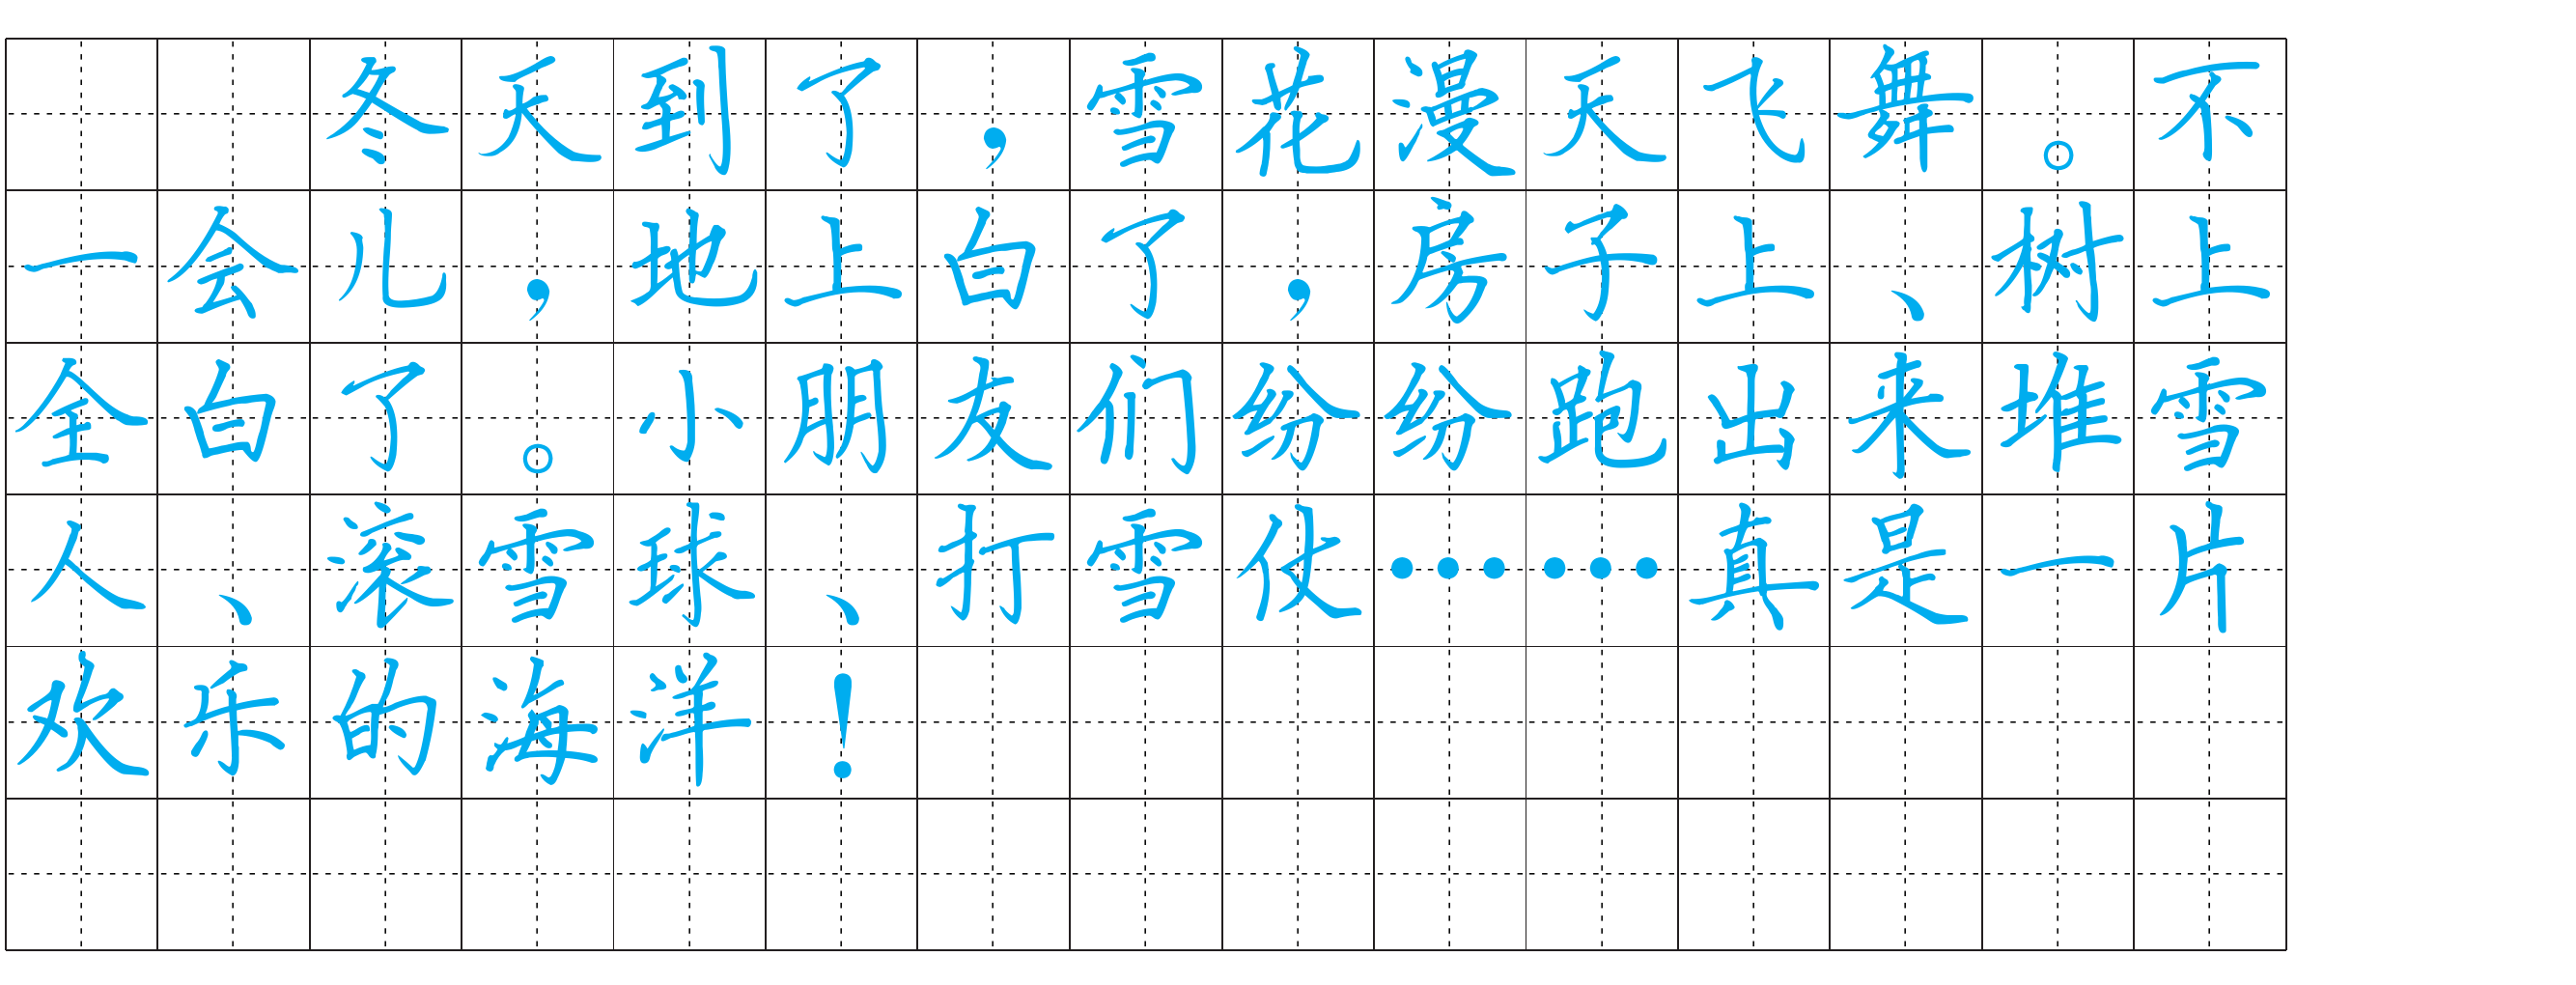 冬天到了，雪花漫天飞舞。不
一会儿，地上白了，房子上、树上
全白了。小朋友们纷纷跑出来堆雪
人、滚雪球、打雪仗……真是一片
欢乐的海洋！